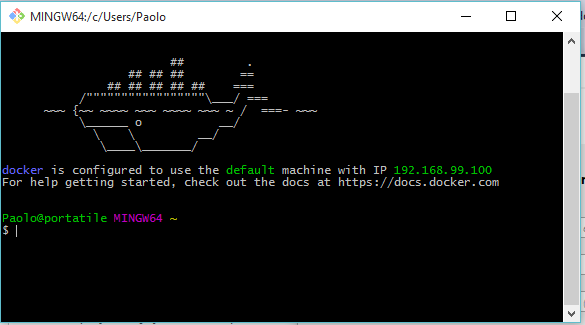 MINGW64:/c/Users/Paolo
                        ##         .
                  ## ## ##        ==
               ## ## ## ## ##    ===
           /"""""""""""""""""\___/ ===
      ~~~ {~~ ~~~~ ~~~ ~~~~ ~~~ ~ /  ===- ~~~
           \______ o           __/
             \    \         __/
              \____\_______/
docker is configured to use the default machine with IP 192.168.99.100
For help getting started, check out the docs at https://docs.docker.com
Paolo@portatile MINGW64 ~
$